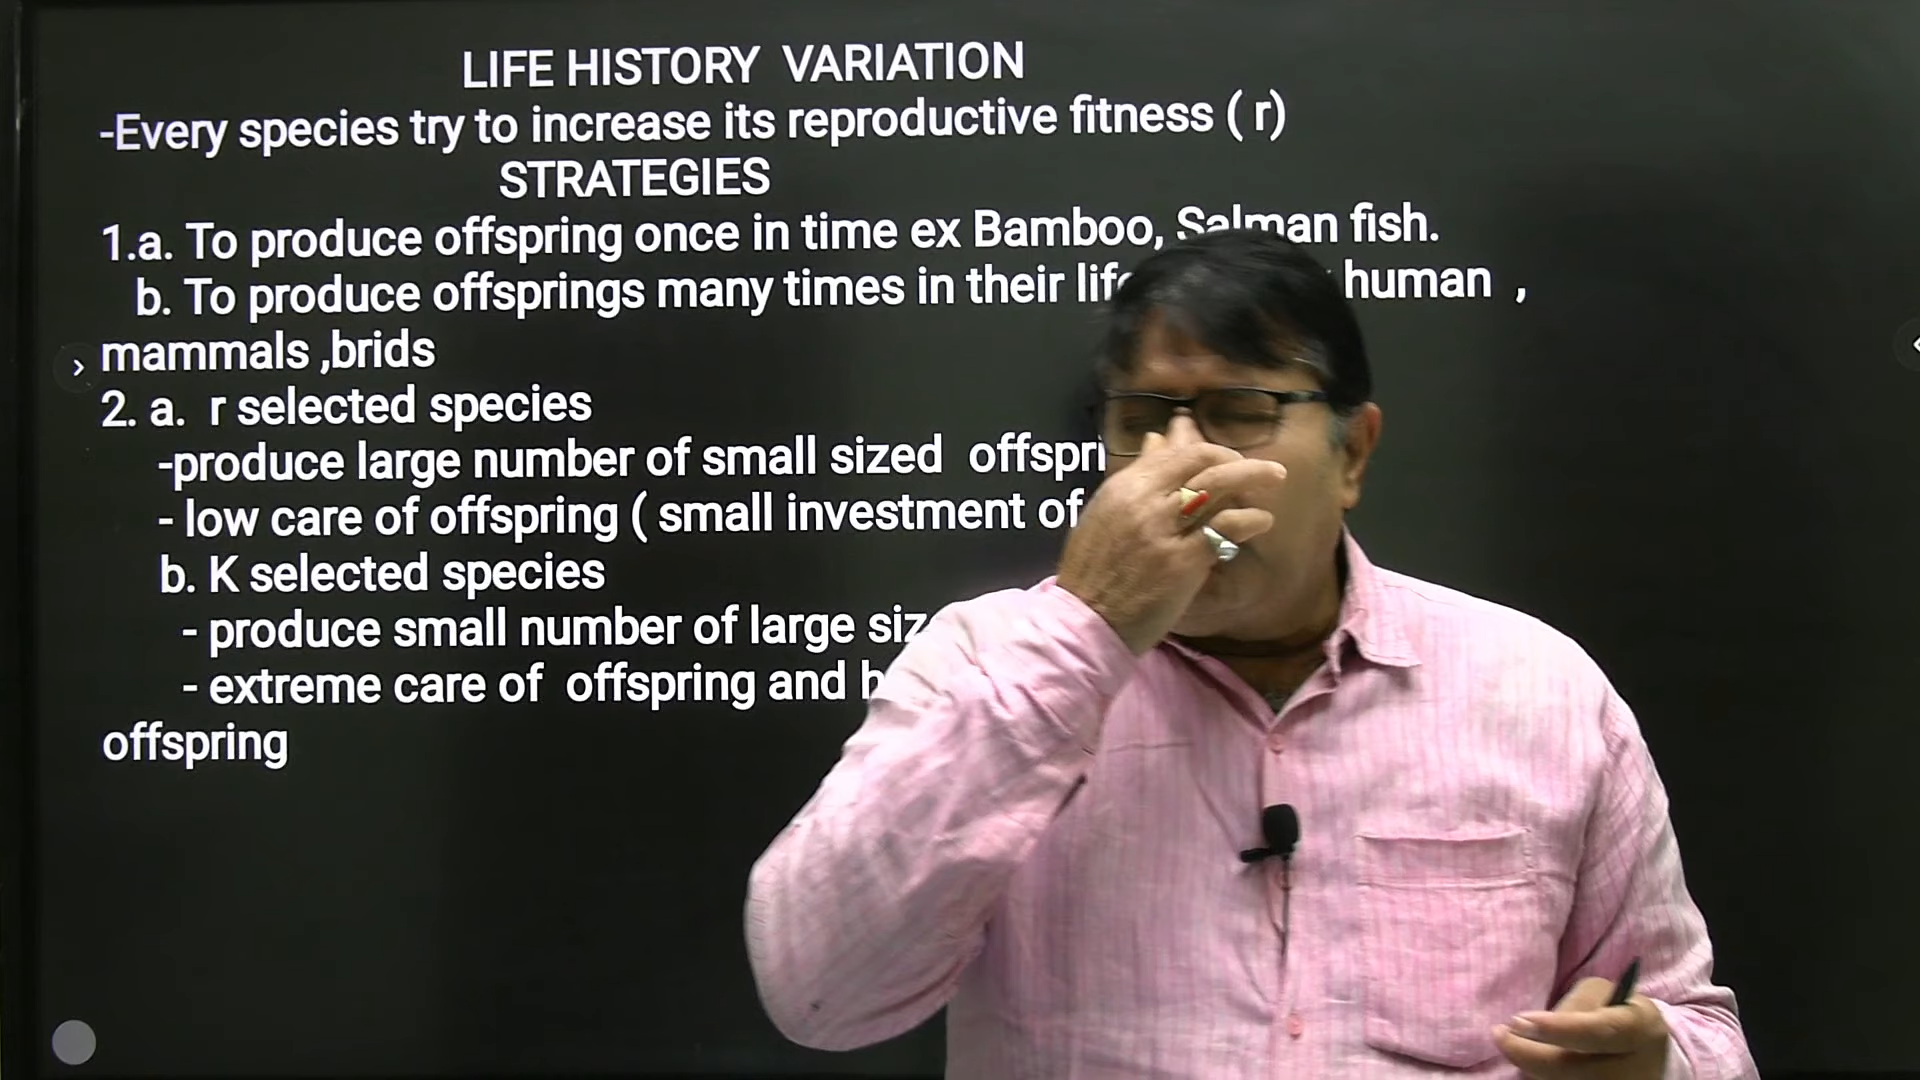 LIFE HISTORY VARIATION
-Every species try to increase its reproductive fitness ( r)
STRATEGIES
1.a. To produce offspring once in time ex Bamboo, Salman fish.
b. To produce offsprings many times in their human ,
mammals ,brids
2. a. r selected species
-produce large number of small sized
- low care of offspring ( small investment of
b. K selected species
- produce small number of large
- extreme care of offspring and
offspring